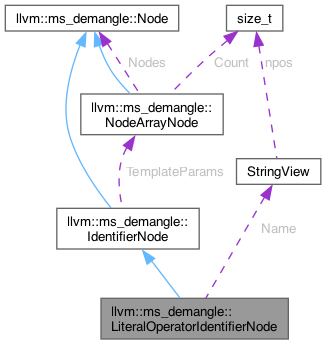 llvm::ms_demangle::Node
size_t
Nodes
Count
npos
llvm::ms_demangle::
NodeArrayNode
TemplateParams
StringView
llvm::ms_demangle::
IdentifierNode
Name
llvm::ms_demangle::
LiteralOperatorIdentifierNode